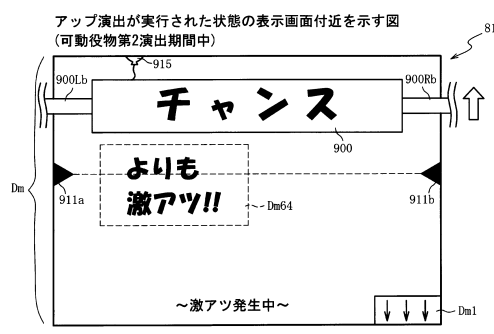 アップ演出が実行された状態の表示画面付近を示す図
(可動役物第2演出期間中)
81
915
900Lb
900Rb
チャンス
900
Dm
よりも
激アツ!!
911a
911b
Dm64
～激アツ発生中～
Dm1